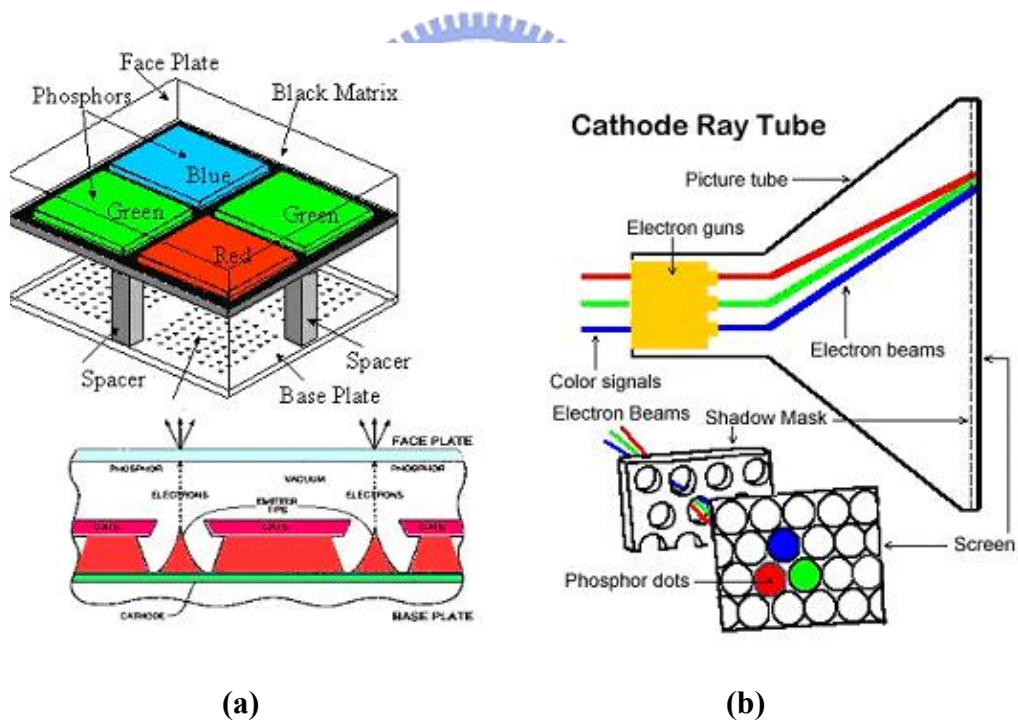 Face Plate
Phosphors
Black Matrix
Blue
Green
Green
Red
Spacer
Spacer
Base Plate
FACE PLATE
PHOSPHOR
PHOSPHOR
VACUUM
ELECTRONS
ELECTRONS
EMITTER
TIPS
GATE
GATE
GATE
CATHODE
BASE PLATE
(a)
Cathode Ray Tube
Picture tube
Electron guns
Electron beams
Color signals
Electron Beams
Shadow Mask
Screen
Phosphor dots
(b)